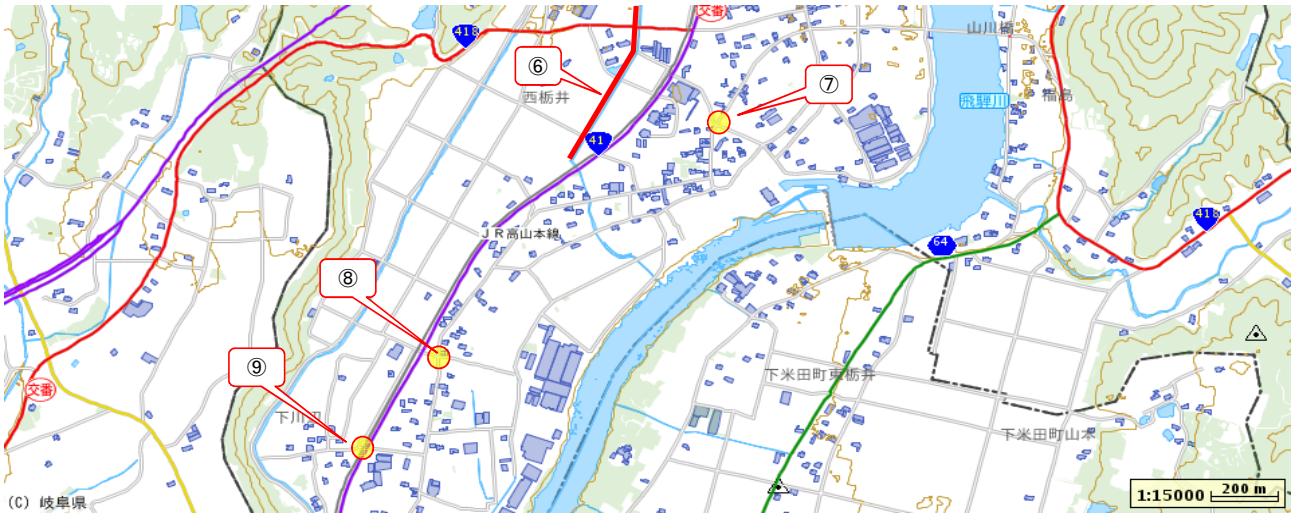 交番
418
山川橋
⑥
⑦
西栃井
飛騨川
福島
41
418
64
JR高山本線
⑧
⑨
下米田町東栃井
交番
下川辺
下米田町山本
(C) 岐阜県
1:15000 200 m